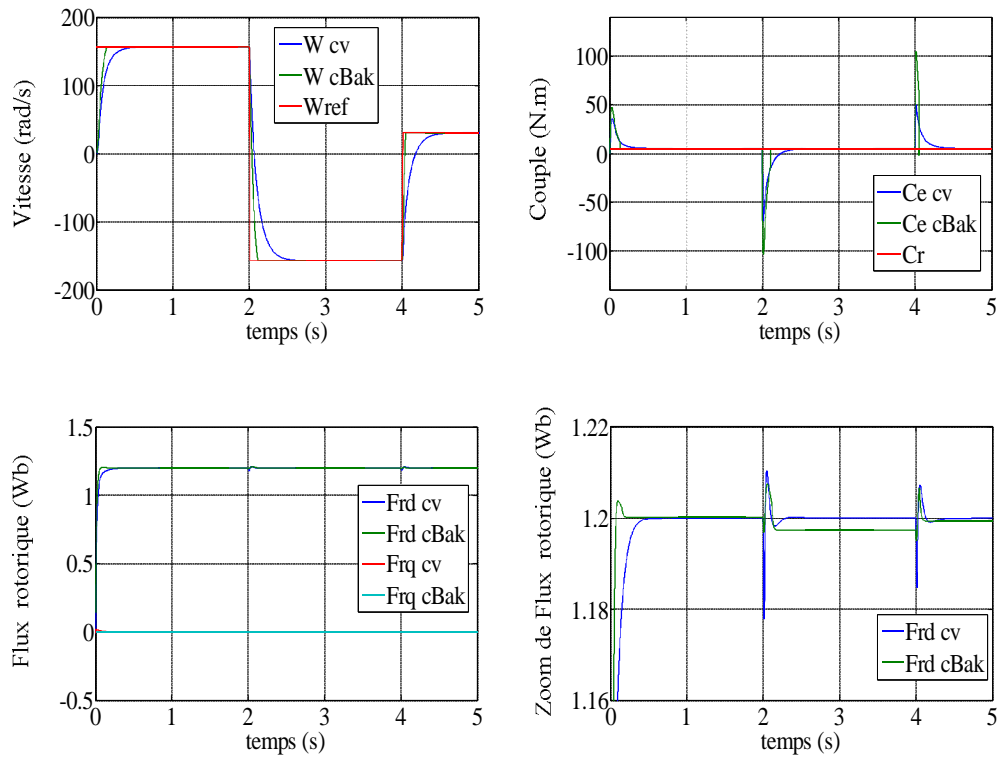 Vitesse (rad/s)
200
100
0
-100
-200
0
1
2
3
4
5
temps (s)
W cv
W cBak
Wref
Couple (N.m)
100
50
0
-50
-100
0
1
2
3
4
5
temps (s)
Ce cv
Ce cBak
Cr
Flux rotorique (Wb)
1.5
1
0.5
0
-0.5
0
1
2
3
4
5
temps (s)
Frd cv
Frd cBak
Frq cv
Frq cBak
Zoom de Flux rotorique (Wb)
1.22
1.2
1.18
1.16
0
1
2
3
4
5
temps (s)
Frd cv
Frd cBak